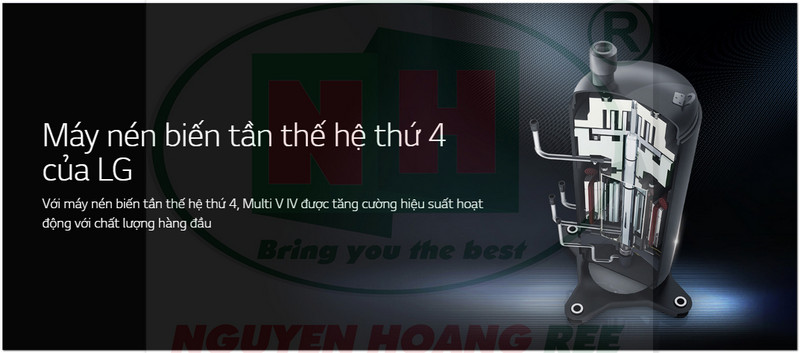 Máy nén biến tần thế hệ thứ 4
của LG
Với máy nén biến tần thế hệ thứ 4, Multi V IV được tăng cường hiệu suất hoạt
động với chất lượng hàng đầu
®
NH
Bring you the best
NGUYEN HOANG REE